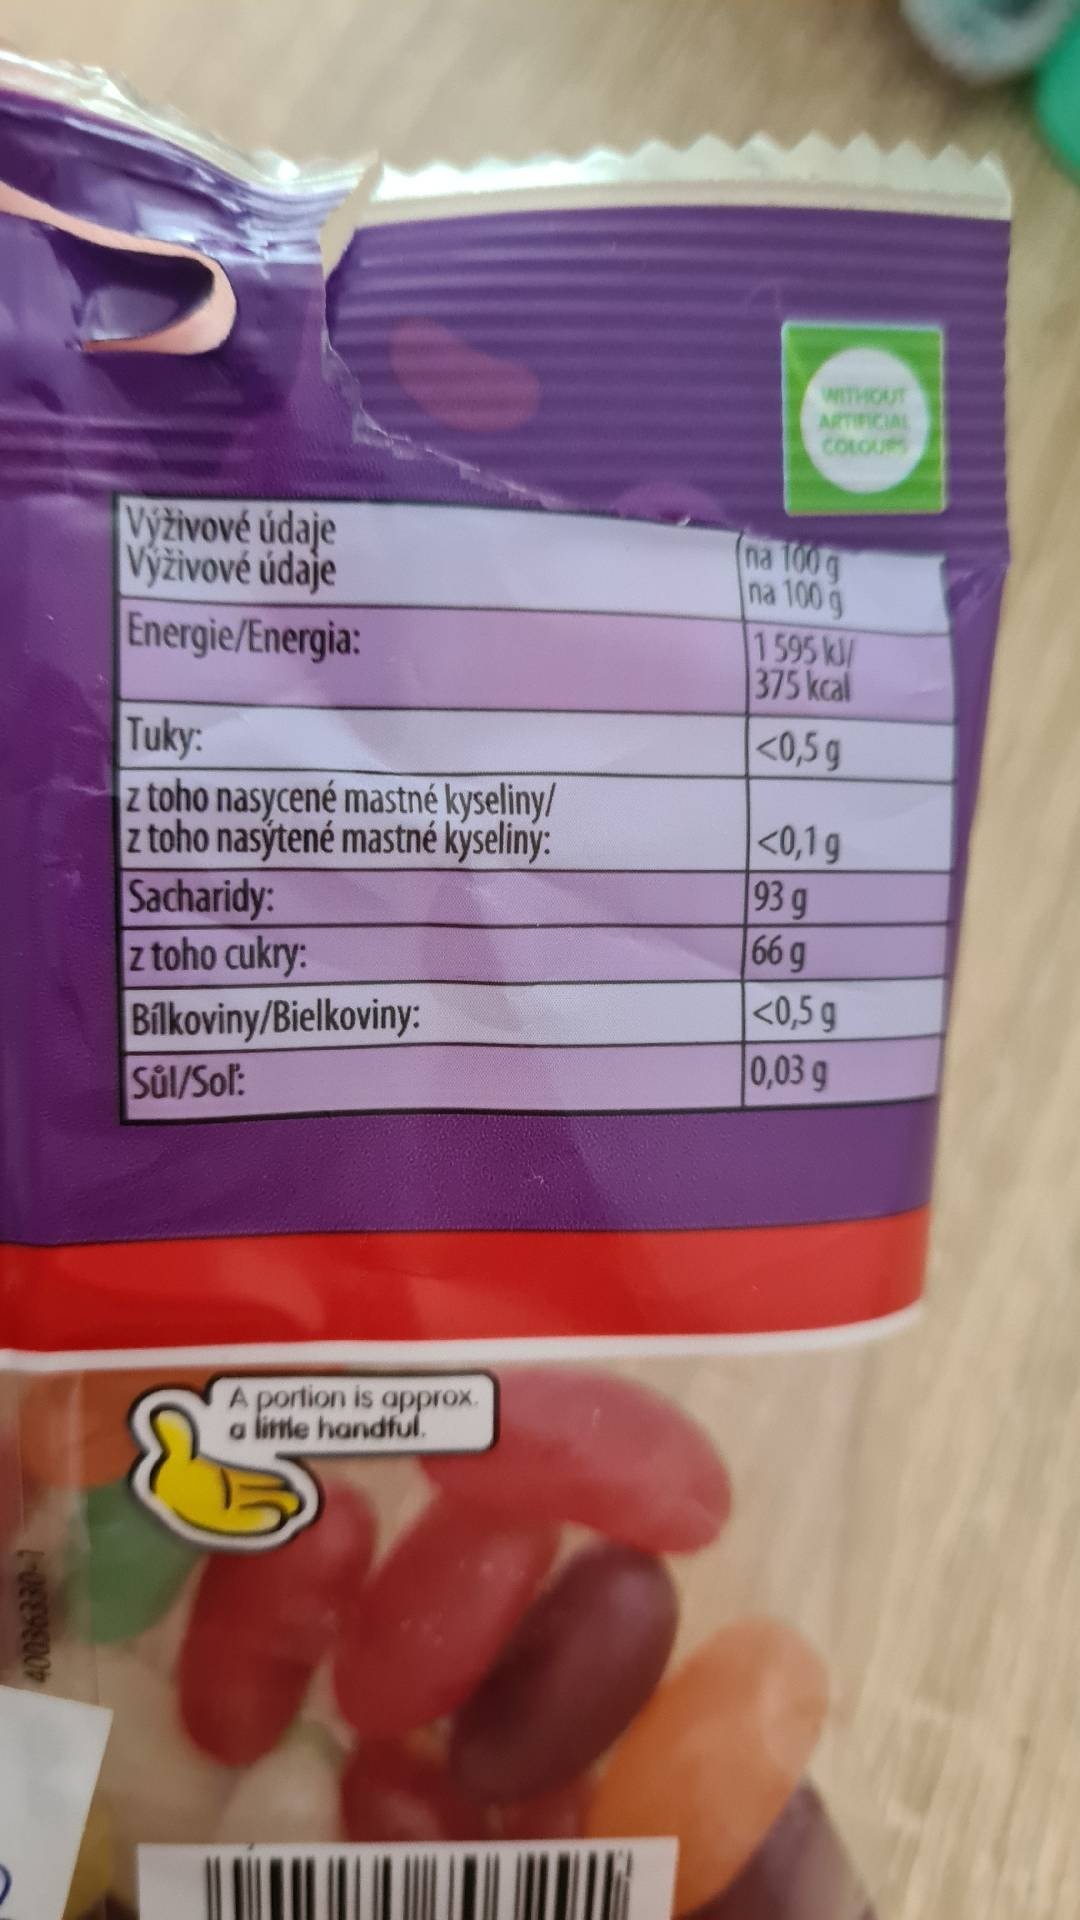 WITHOUT
ARTIFICIAL
COLOURS
Výživové údaje na 100 g
Výživové údaje na 100 g
Energie/Energia: 1 595 kJ/
375 kcal
Tuky: <0,5 g
z toho nasycené mastné kyseliny/
z toho nasýtené mastné kyseliny: <0,1 g
Sacharidy: 93 g
z toho cukry: 66 g
Bílkoviny/Bielkoviny: <0,5 g
Sůl/Soľ: 0,03 g
A portion is approx.
a little handful.
40036330-1